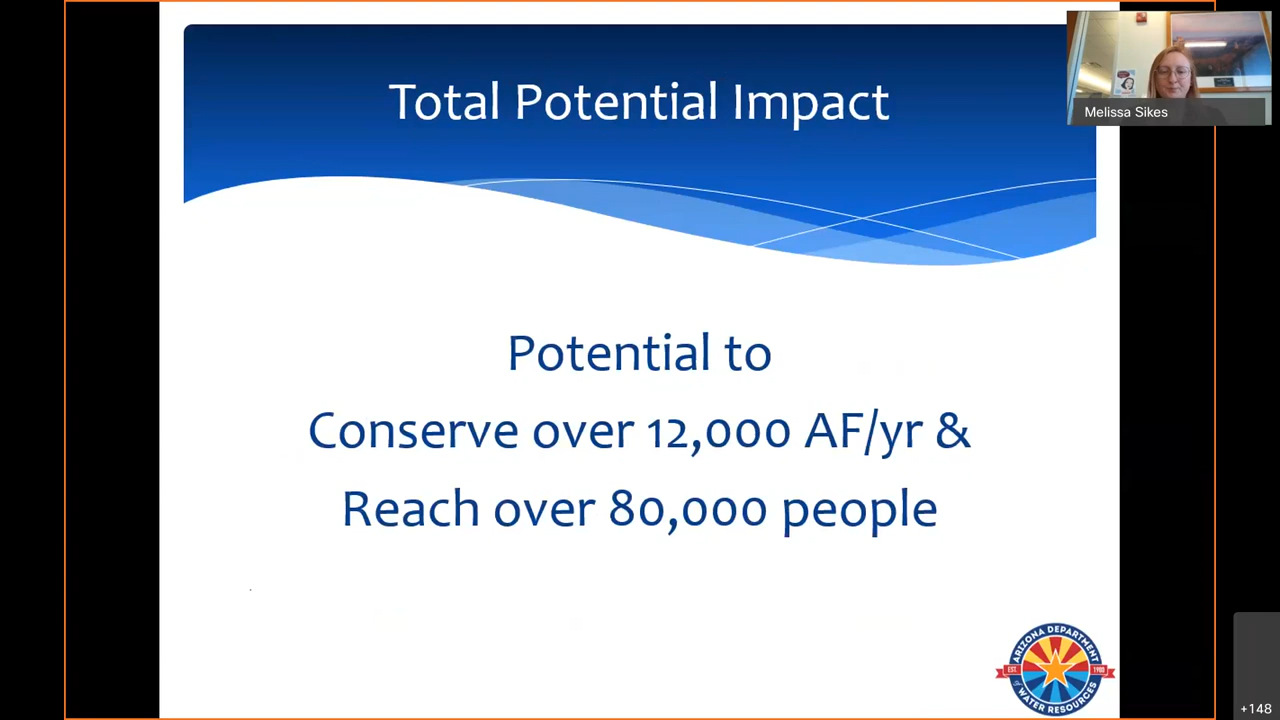 Total Potential Impact
Melissa Sikes
Potential to
Conserve over 12,000 AF/yr &
Reach over 80,000 people
ARIZONA DEPARTMENT
EST. 1980
of WATER RESOURCES
+148